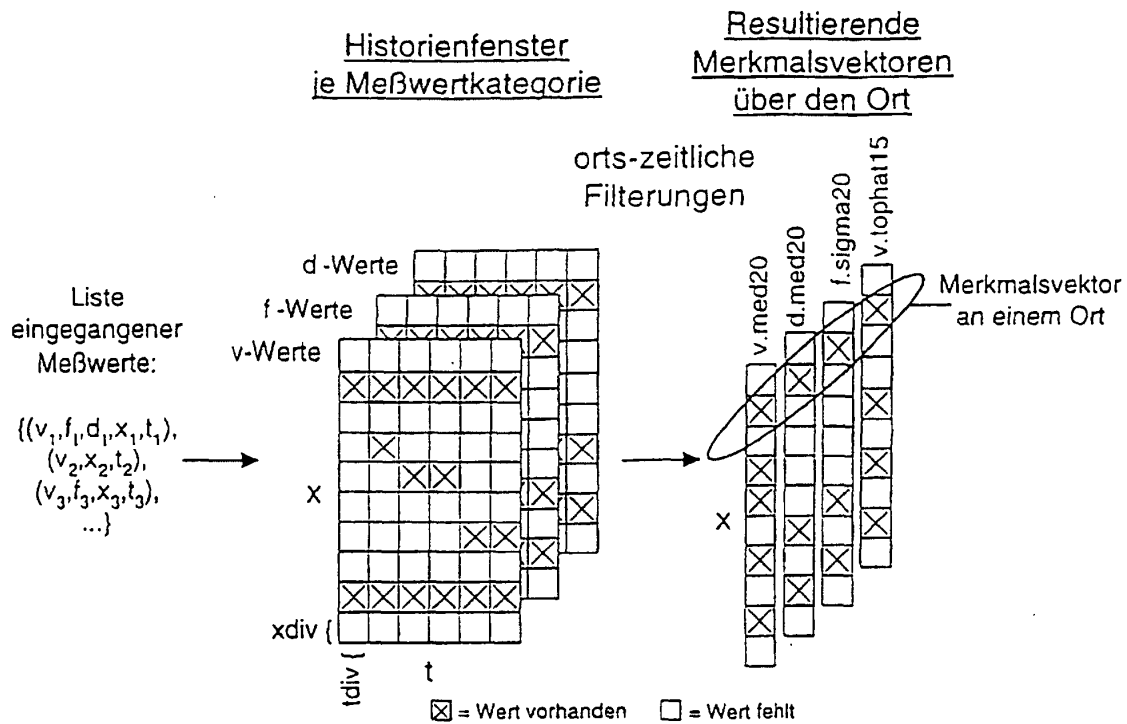 Historienfenster
je Meßwertkategorie
Resultierende
Merkmalsvektoren
über den Ort
orts-zeitliche
Filterungen
v.med20
d.med20
f.sigma20
v.tophat15
d -Werte
f -Werte
v-Werte
Liste
eingegangener
Meßwerte:
{(v₁,f₁,d₁,x₁,t₁),
(v₂,x₂,t₂),
(v₃,f₃,x₃,t₃),
...}
Merkmalsvektor
an einem Ort
x
x
xdiv {
tdiv {
t
= Wert vorhanden
= Wert fehlt